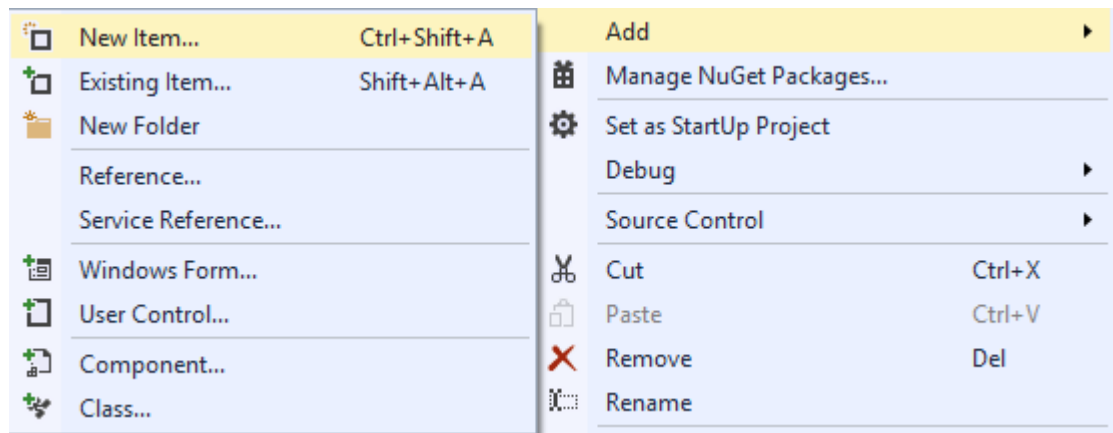 New Item... Ctrl+Shift+A
Existing Item... Shift+Alt+A
New Folder
Reference...
Service Reference...
Windows Form...
User Control...
Component...
Class...
Add
Manage NuGet Packages...
Set as StartUp Project
Debug
Source Control
Cut Ctrl+X
Paste Ctrl+V
Remove Del
Rename